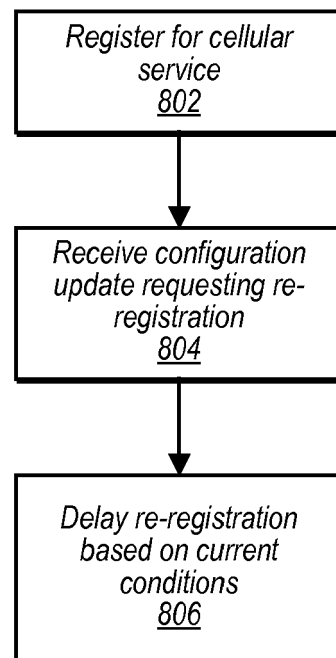 Register for cellular
service
802
Receive configuration
update requesting re-
registration
804
Delay re-registration
based on current
conditions
806